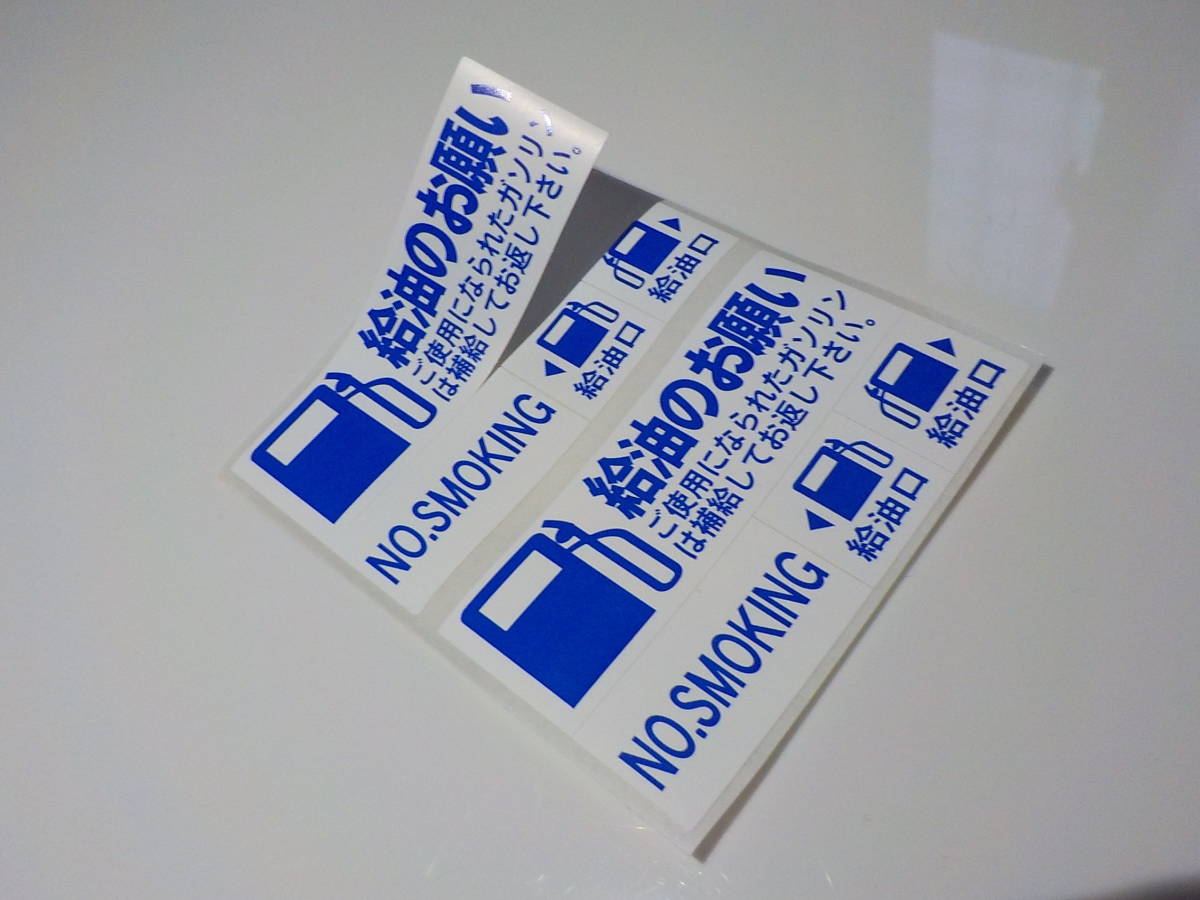 給油のお願い
ご使用になられたガソリン
は補給してお返し下さい。
NO.SMOKING
給油口
給油口
給油のお願い
ご使用になられたガソリン
は補給してお返し下さい。
NO.SMOKING
給油口
給油口